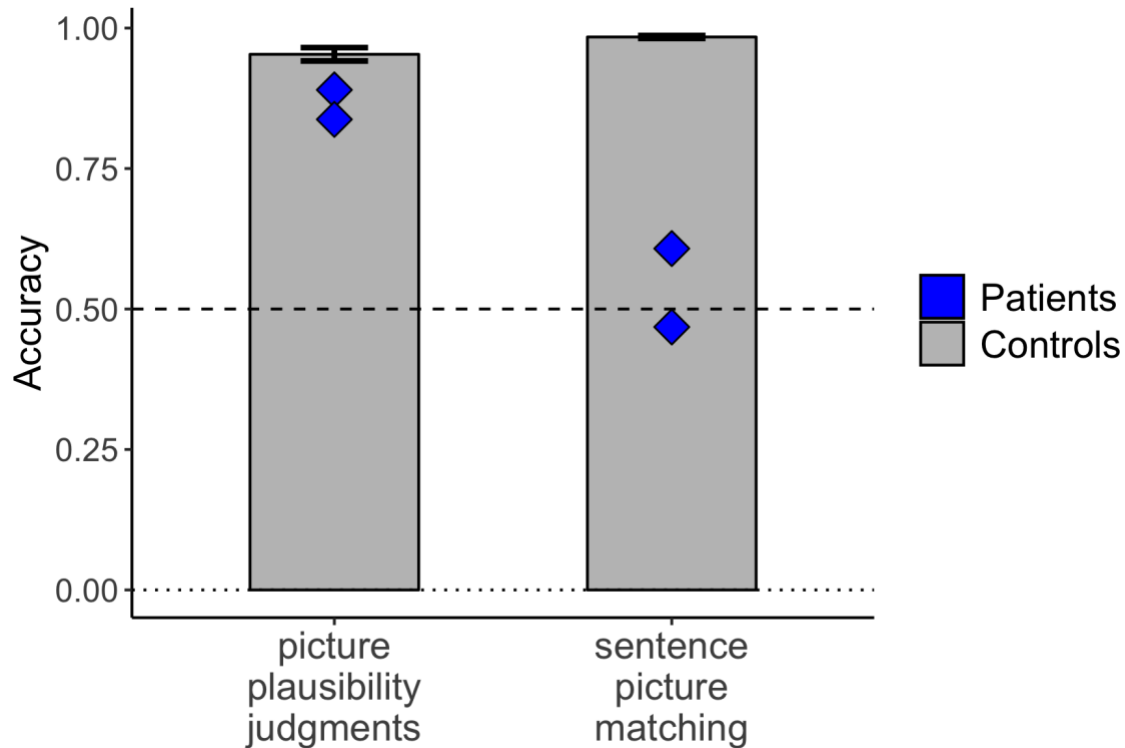 1.00
0.75
0.50
0.25
0.00
Accuracy
picture
plausibility
judgments
sentence
picture
matching
Patients
Controls